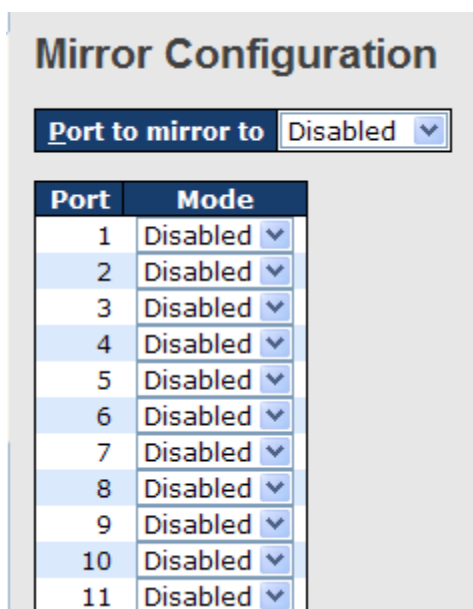 Mirror Configuration
Port to mirror to Disabled
Port Mode
1 Disabled
2 Disabled
3 Disabled
4 Disabled
5 Disabled
6 Disabled
7 Disabled
8 Disabled
9 Disabled
10 Disabled
11 Disabled